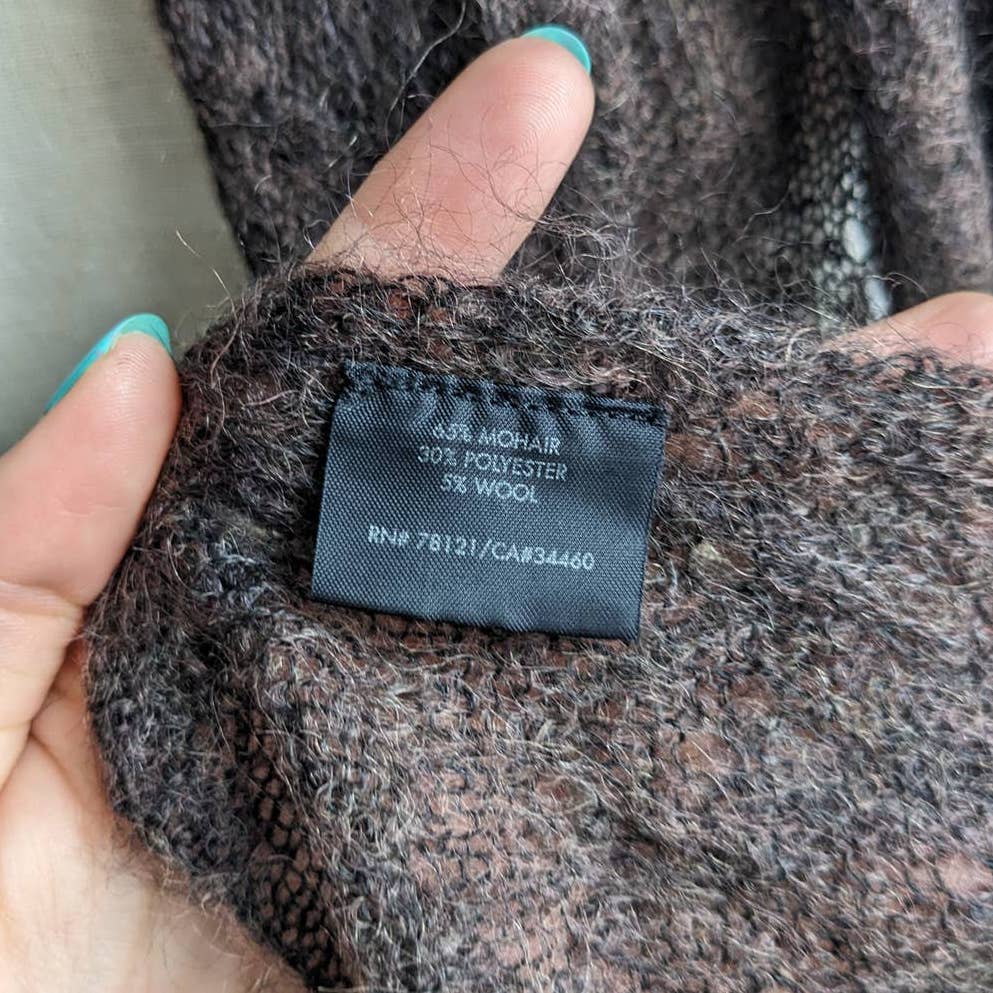 65% MOHAIR
30% POLYESTER
5% WOOL
RN# 78121/CA#34460